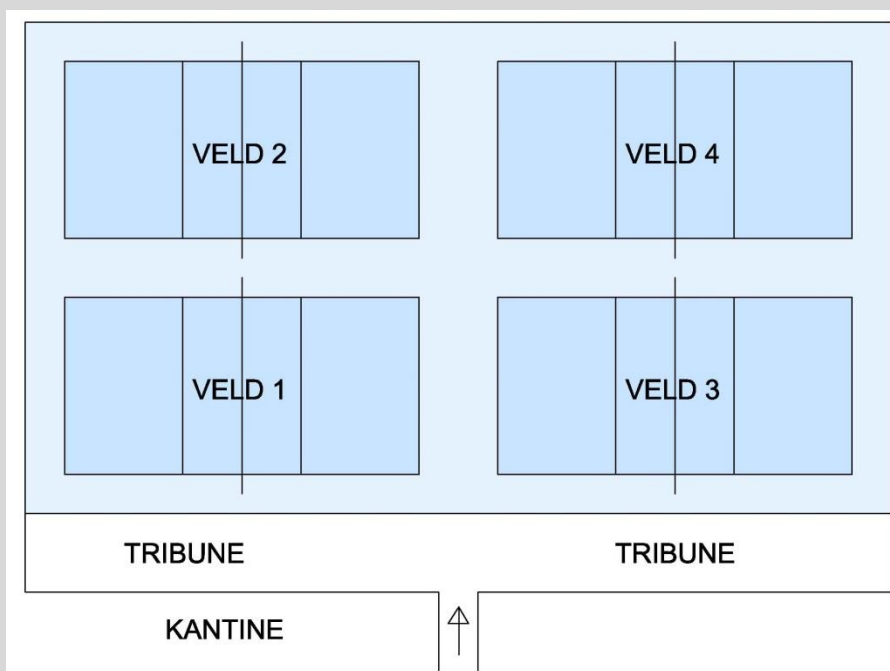 VELD 2
VELD 4
VELD 1
VELD 3
TRIBUNE
TRIBUNE
KANTINE